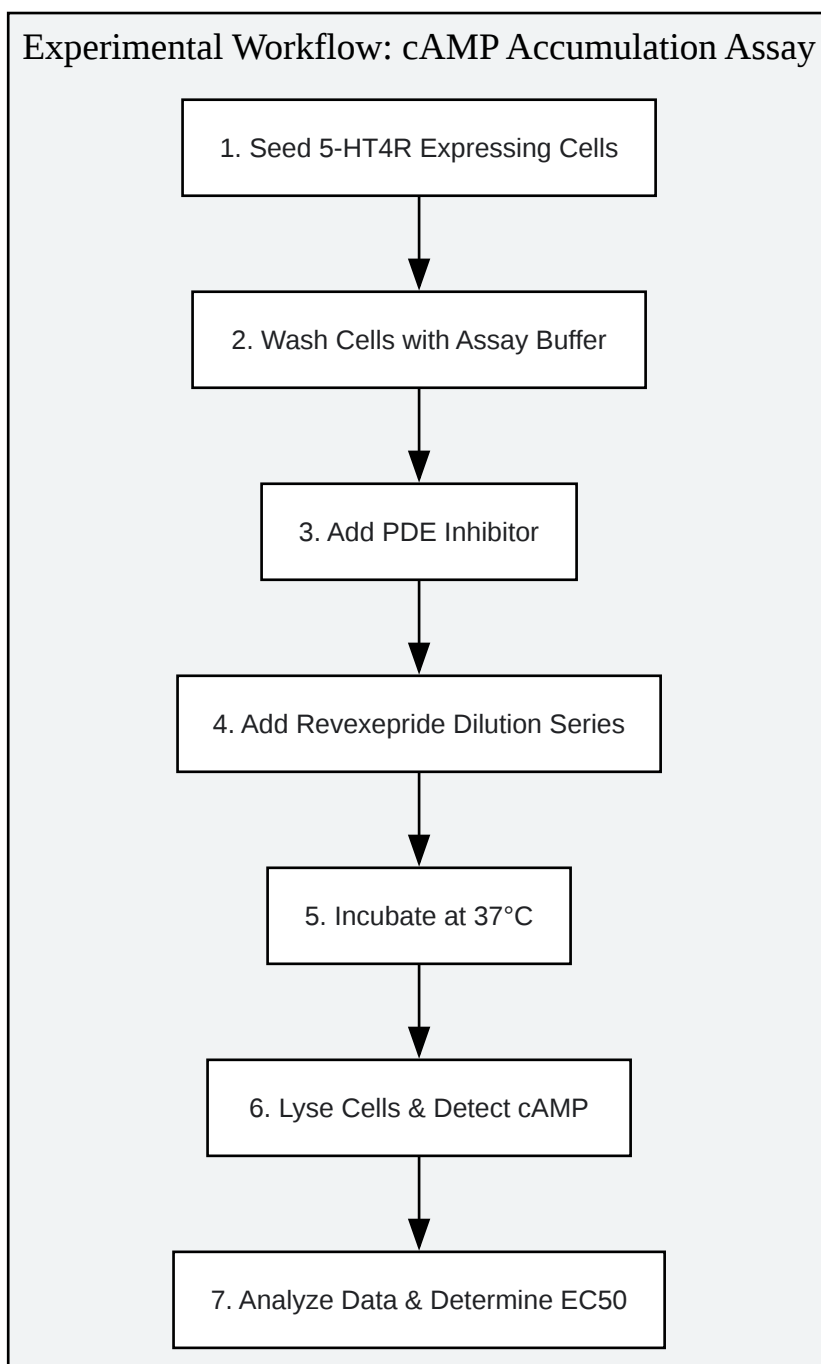 Experimental Workflow: cAMP Accumulation Assay
1. Seed 5-HT4R Expressing Cells
2. Wash Cells with Assay Buffer
3. Add PDE Inhibitor
4. Add Revexepride Dilution Series
5. Incubate at 37°C
6. Lyse Cells & Detect cAMP
7. Analyze Data & Determine EC50